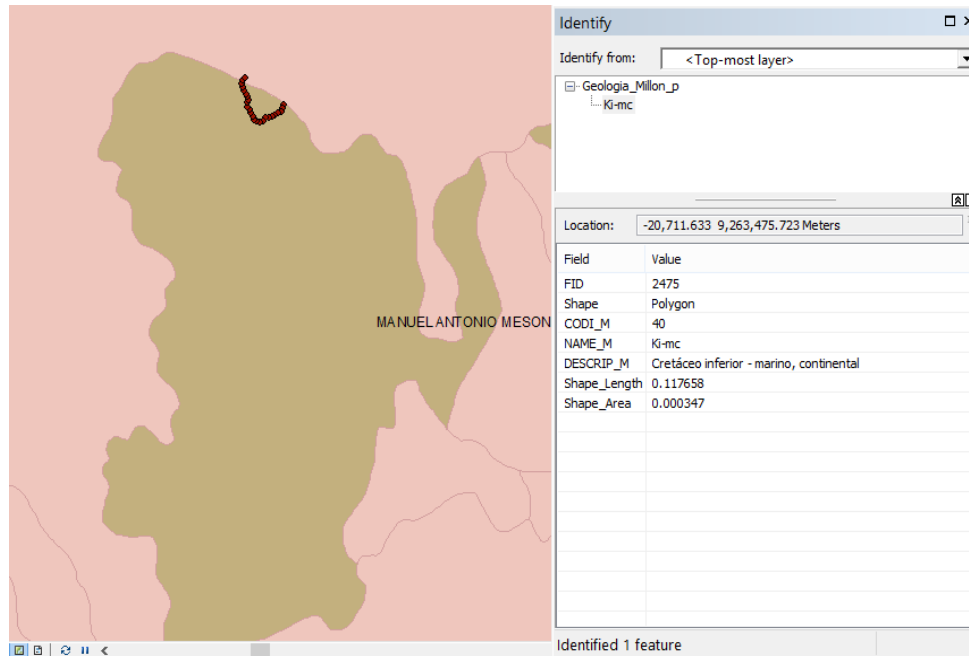 MANUEL ANTONIO MESON
Identify
Identify from: <Top-most layer>
Geologia_Millon_p
Ki-mc
Location: -20,711.633 9,263,475.723 Meters
Field Value
FID 2475
Shape Polygon
CODI_M 40
NAME_M Ki-mc
DESCRIP_M Cretáceo inferior - marino, continental
Shape_Length 0.117658
Shape_Area 0.000347
Identified 1 feature